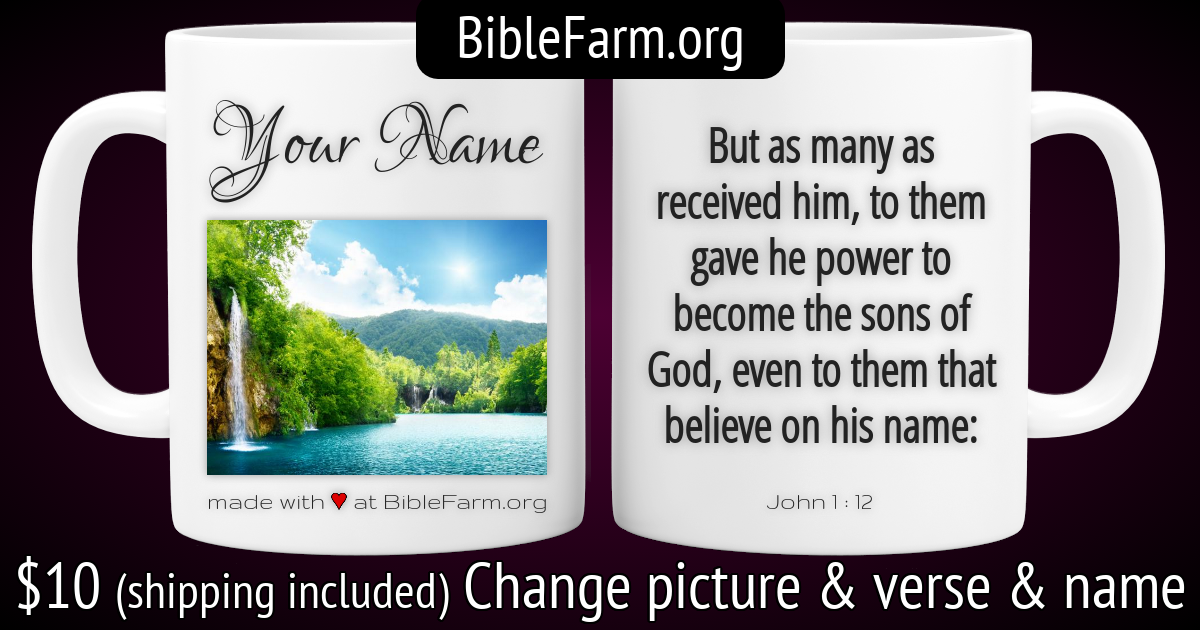 BibleFarm.org
Your Name
made with ♥ at BibleFarm.org
But as many as
received him, to them
gave he power to
become the sons of
God, even to them that
believe on his name:
John 1 : 12
$10 (shipping included) Change picture & verse & name